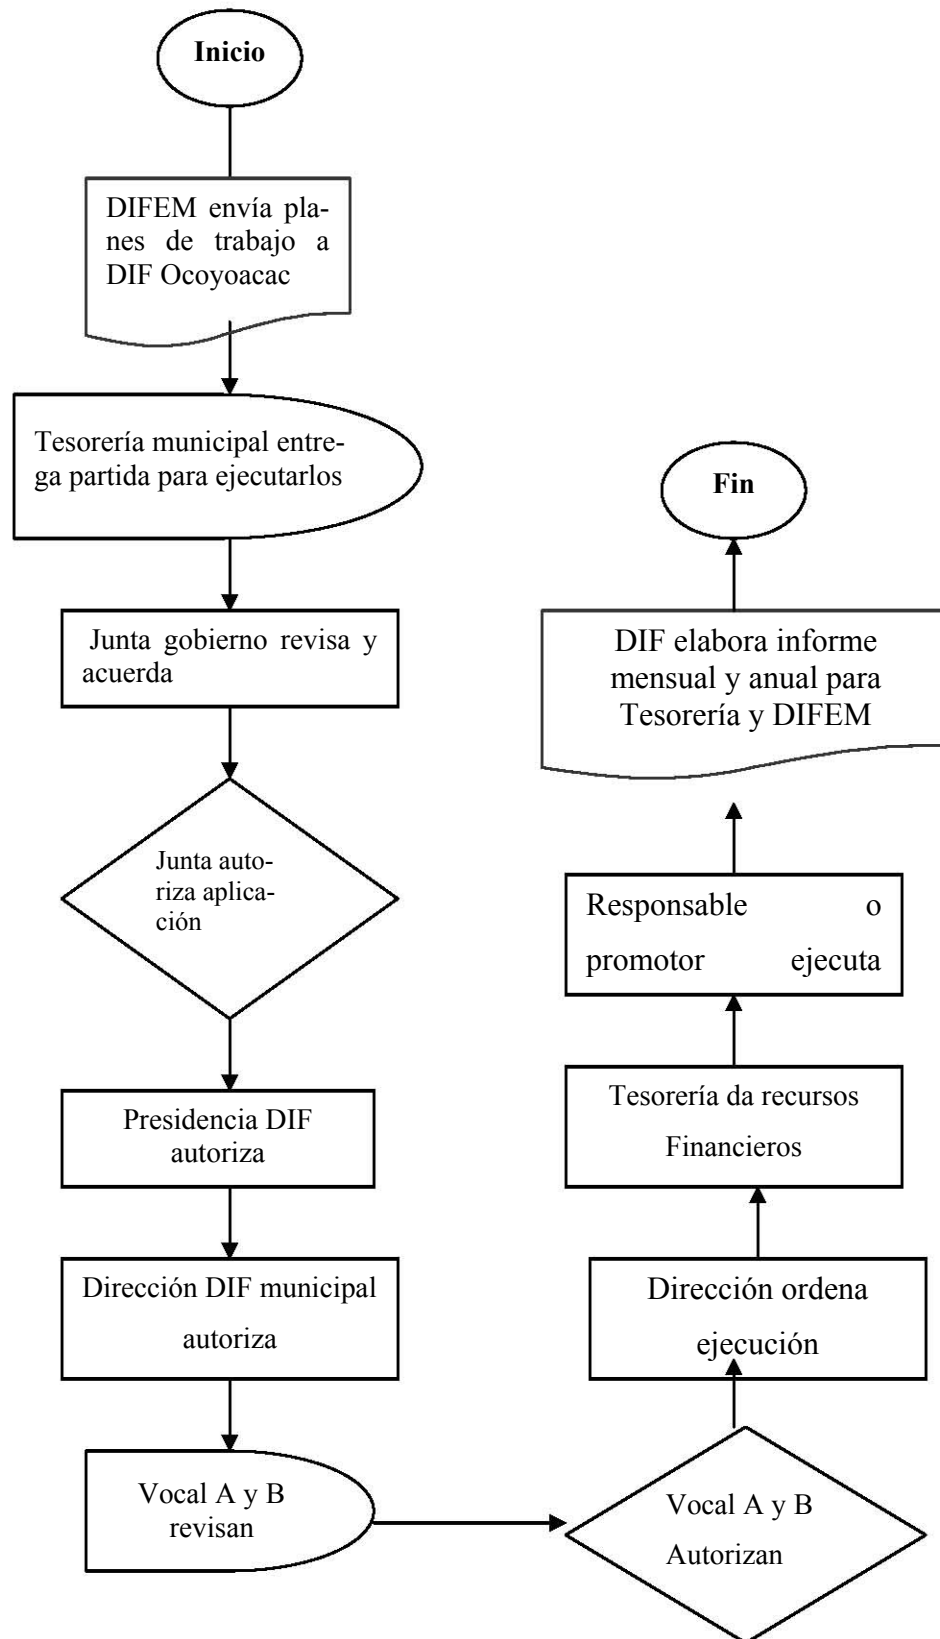 Inicio
DIFEM envía pla-
nes de trabajo a
DIF Ocoyoacac
Tesorería municipal entre-
ga partida para ejecutarlos
Junta gobierno revisa y
acuerda
Junta auto-
riza aplica-
ción
Presidencia DIF
autoriza
Dirección DIF municipal
autoriza
Vocal A y B
revisan
Vocal A y B
Autorizan
Dirección ordena
ejecución
Tesorería da recursos
Financieros
Responsable o
promotor ejecuta
DIF elabora informe
mensual y anual para
Tesorería y DIFEM
Fin